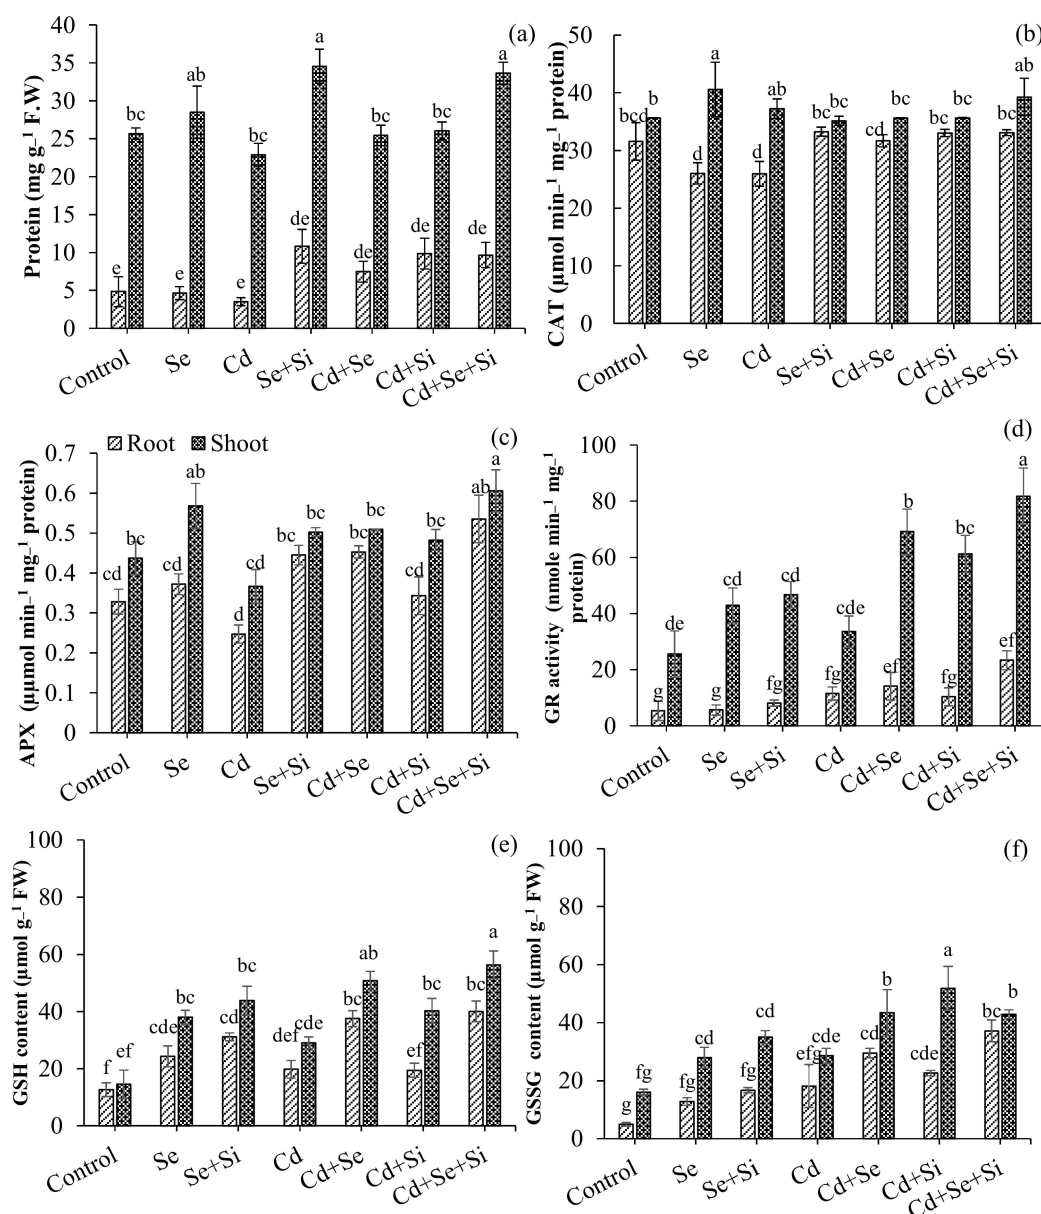 (a)
Protein (mg g–1 F.W)
40
35
30
25
20
15
10
5
0
e bc e ab e bc de a de bc de bc de a
Control Se Cd Se+Si Cd+Se Cd+Si Cd+Se+Si
(b)
CAT (µmol min–1 mg–1 protein)
50
40
30
20
10
0
bcd b d a d ab bc bc cd bc bc bc bc ab
Control Se Cd Se+Si Cd+Se Cd+Si Cd+Se+Si
(c)
Root Shoot
APX (µµmol min–1 mg–1 protein)
0.7
0.6
0.5
0.4
0.3
0.2
0.1
0
cd bc cd ab d cd bc bc bc bc cd bc ab a
Control Se Cd Se+Si Cd+Se Cd+Si Cd+Se+Si
(d)
GR activity (nmole min–1 mg–1
protein)
100
80
60
40
20
0
g de g cd fg cd fg cde ef b fg bc ef a
Control Se Se+Si Cd Cd+Se Cd+Si Cd+Se+Si
(e)
GSH content (µmol g–1 FW)
100
80
60
40
20
0
f ef cde bc cd bc def cde bc ab ef bc bc a
Control Se Se+Si Cd Cd+Se Cd+Si Cd+Se+Si
(f)
GSSG content (µmol g–1 FW)
100
80
60
40
20
0
g fg fg cd fg cd efg cde cd b cde a bc b
Control Se Se+Si Cd Cd+Se Cd+Si Cd+Se+Si